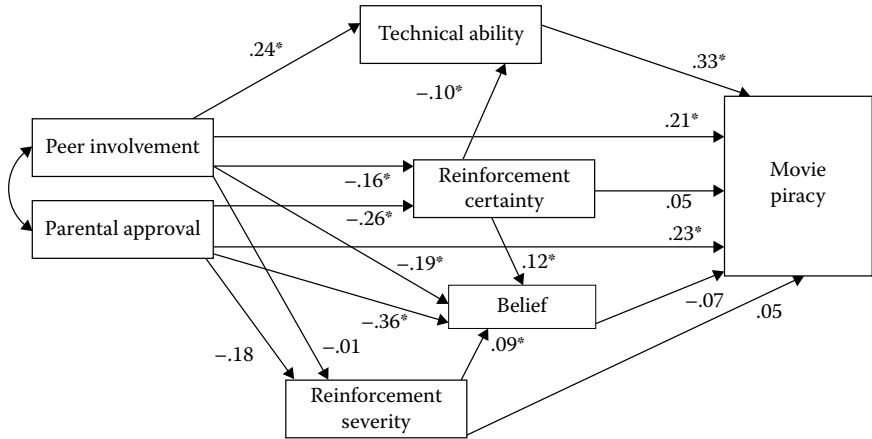 Technical ability
.24*
.33*
−.10*
Peer involvement
.21*
Movie
piracy
−.16*
Reinforcement
certainty
.05
Parental approval
−.26*
.23*
−.19*
.12*
Belief
−.07
−.36*
.05
−.18
−.01
.09*
Reinforcement
severity